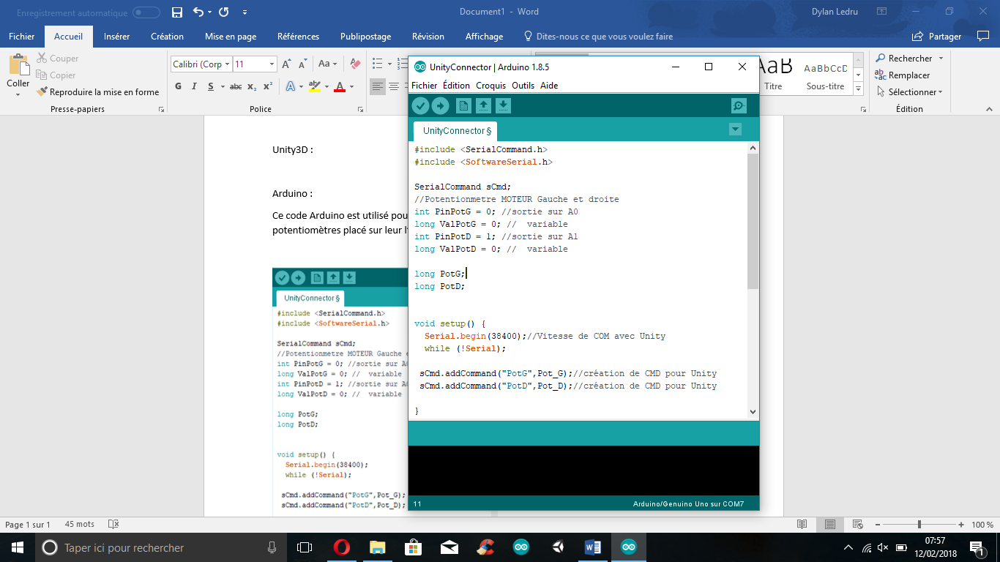 Enregistrement automatique
Document1 - Word
Dylan Ledru
Fichier Accueil Insérer Création Mise en page Références Publipostage Révision Affichage Dites-nous ce que vous voulez faire Partager
Coller
Couper
Copier
Reproduire la mise en forme
Presse-papiers
Calibri (Corp 11
G I S abc x₂ x²
Police
AaB AaBbCcD
Titre Sous-titre
Rechercher
Remplacer
Sélectionner
Édition
Unity3D :
Arduino :
Ce code Arduino est utilisé
potentiomètres placé sur leur
UnityConnector §
#include <SerialCommand.h>
#include <SoftwareSerial.h>
SerialCommand sCmd;
//Potentionmetre MOTEUR Gauche
int PinPotG = 0; //sortie sur
long ValPotG = 0; // variable
int PinPotD = 1; //sortie sur
long ValPotD = 0; // variable
long PotG;
long PotD;
void setup() {
Serial.begin(38400);
while (!Serial);
sCmd.addCommand("PotG",Pot_G);
sCmd.addCommand("PotD",Pot_D);
UnityConnector | Arduino 1.8.5
Fichier Édition Croquis Outils Aide
UnityConnector §
#include <SerialCommand.h>
#include <SoftwareSerial.h>
SerialCommand sCmd;
//Potentionmetre MOTEUR Gauche et droite
int PinPotG = 0; //sortie sur A0
long ValPotG = 0; // variable
int PinPotD = 1; //sortie sur A1
long ValPotD = 0; // variable
long PotG;
long PotD;
void setup() {
Serial.begin(38400);//Vitesse de COM avec Unity
while (!Serial);
sCmd.addCommand("PotG",Pot_G);//création de CMD pour Unity
sCmd.addCommand("PotD",Pot_D);//création de CMD pour Unity
}
11 Arduino/Genuino Uno sur COM7
Page 1 sur 1 45 mots 100 %
Taper ici pour rechercher
07:57
12/02/2018
1